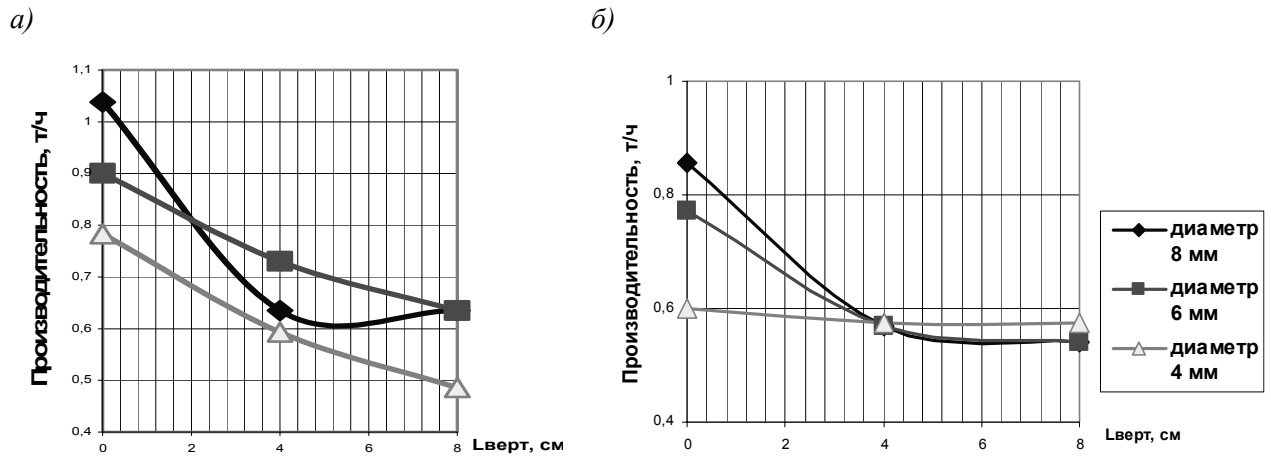 а)
б)
Производительность, т/ч
1,1
1
0,9
0,8
0,7
0,6
0,5
0,4
0 2 4 6 8
Lверт, см
Производительность, т/ч
1
0,8
0,6
0,4
0 2 4 6 8
Lверт, см
диаметр
8 мм
диаметр
6 мм
диаметр
4 мм